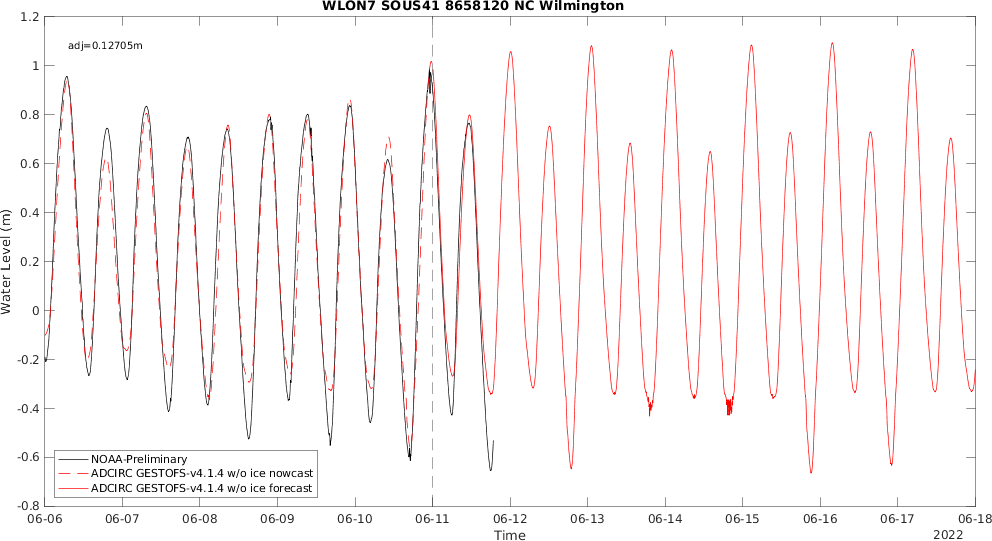 WLON7 SOUS41 8658120 NC Wilmington
adj=0.12705m
1.2
1
0.8
0.6
0.4
0.2
0
-0.2
-0.4
-0.6
-0.8
Water Level (m)
NOAA-Preliminary
ADCIRC GESTOFS-v4.1.4 w/o ice nowcast
ADCIRC GESTOFS-v4.1.4 w/o ice forecast
06-06 06-07 06-08 06-09 06-10 06-11 06-12 06-13 06-14 06-15 06-16 06-17 06-18
Time
2022